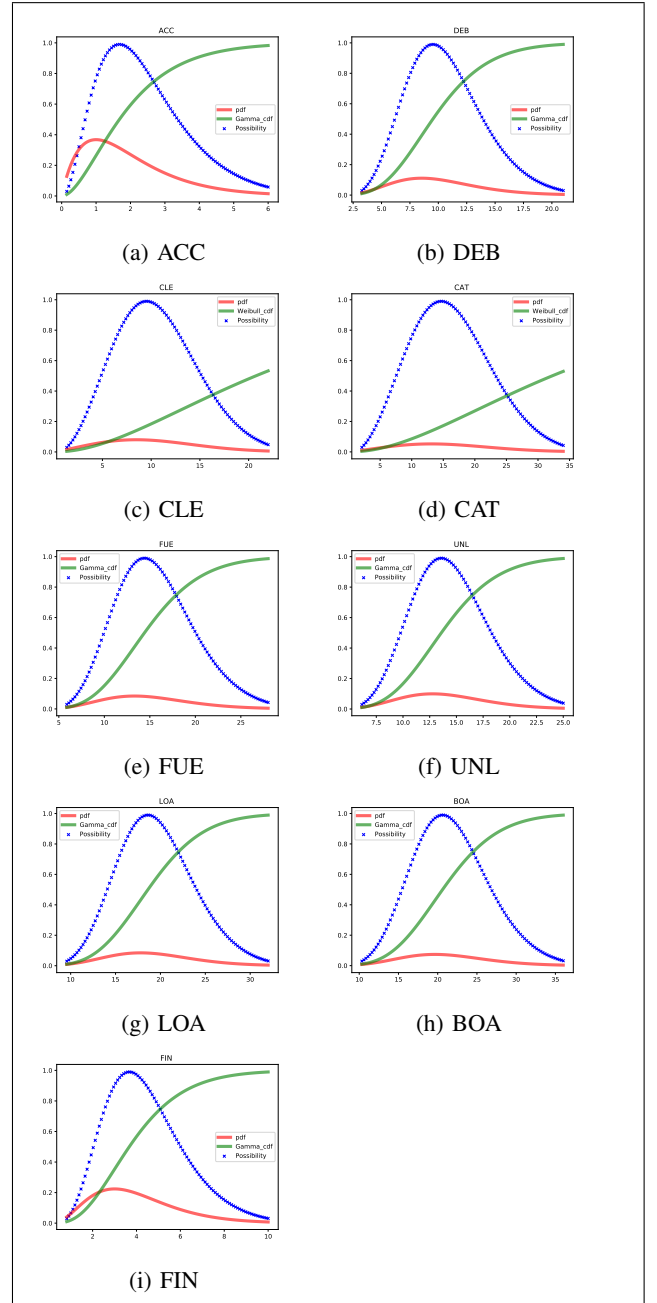 ACC
1.0
0.8
0.6
0.4
0.2
0.0
0 1 2 3 4 5 6
pdf
Gamma_cdf
Possibility
(a) ACC
DEB
1.0
0.8
0.6
0.4
0.2
0.0
2.5 5.0 7.5 10.0 12.5 15.0 17.5 20.0
pdf
Gamma_cdf
Possibility
(b) DEB
CLE
1.0
0.8
0.6
0.4
0.2
0.0
5 10 15 20
pdf
Weibull_cdf
Possibility
(c) CLE
CAT
1.0
0.8
0.6
0.4
0.2
0.0
5 10 15 20 25 30 35
pdf
Weibull_cdf
Possibility
(d) CAT
FUE
1.0
0.8
0.6
0.4
0.2
0.0
5 10 15 20 25
pdf
Gamma_cdf
Possibility
(e) FUE
UNL
1.0
0.8
0.6
0.4
0.2
0.0
7.5 10.0 12.5 15.0 17.5 20.0 22.5 25.0
pdf
Gamma_cdf
Possibility
(f) UNL
LOA
1.0
0.8
0.6
0.4
0.2
0.0
10 15 20 25 30
pdf
Gamma_cdf
Possibility
(g) LOA
BOA
1.0
0.8
0.6
0.4
0.2
0.0
10 15 20 25 30 35
pdf
Gamma_cdf
Possibility
(h) BOA
FIN
1.0
0.8
0.6
0.4
0.2
0.0
2 4 6 8 10
pdf
Gamma_cdf
Possibility
(i) FIN